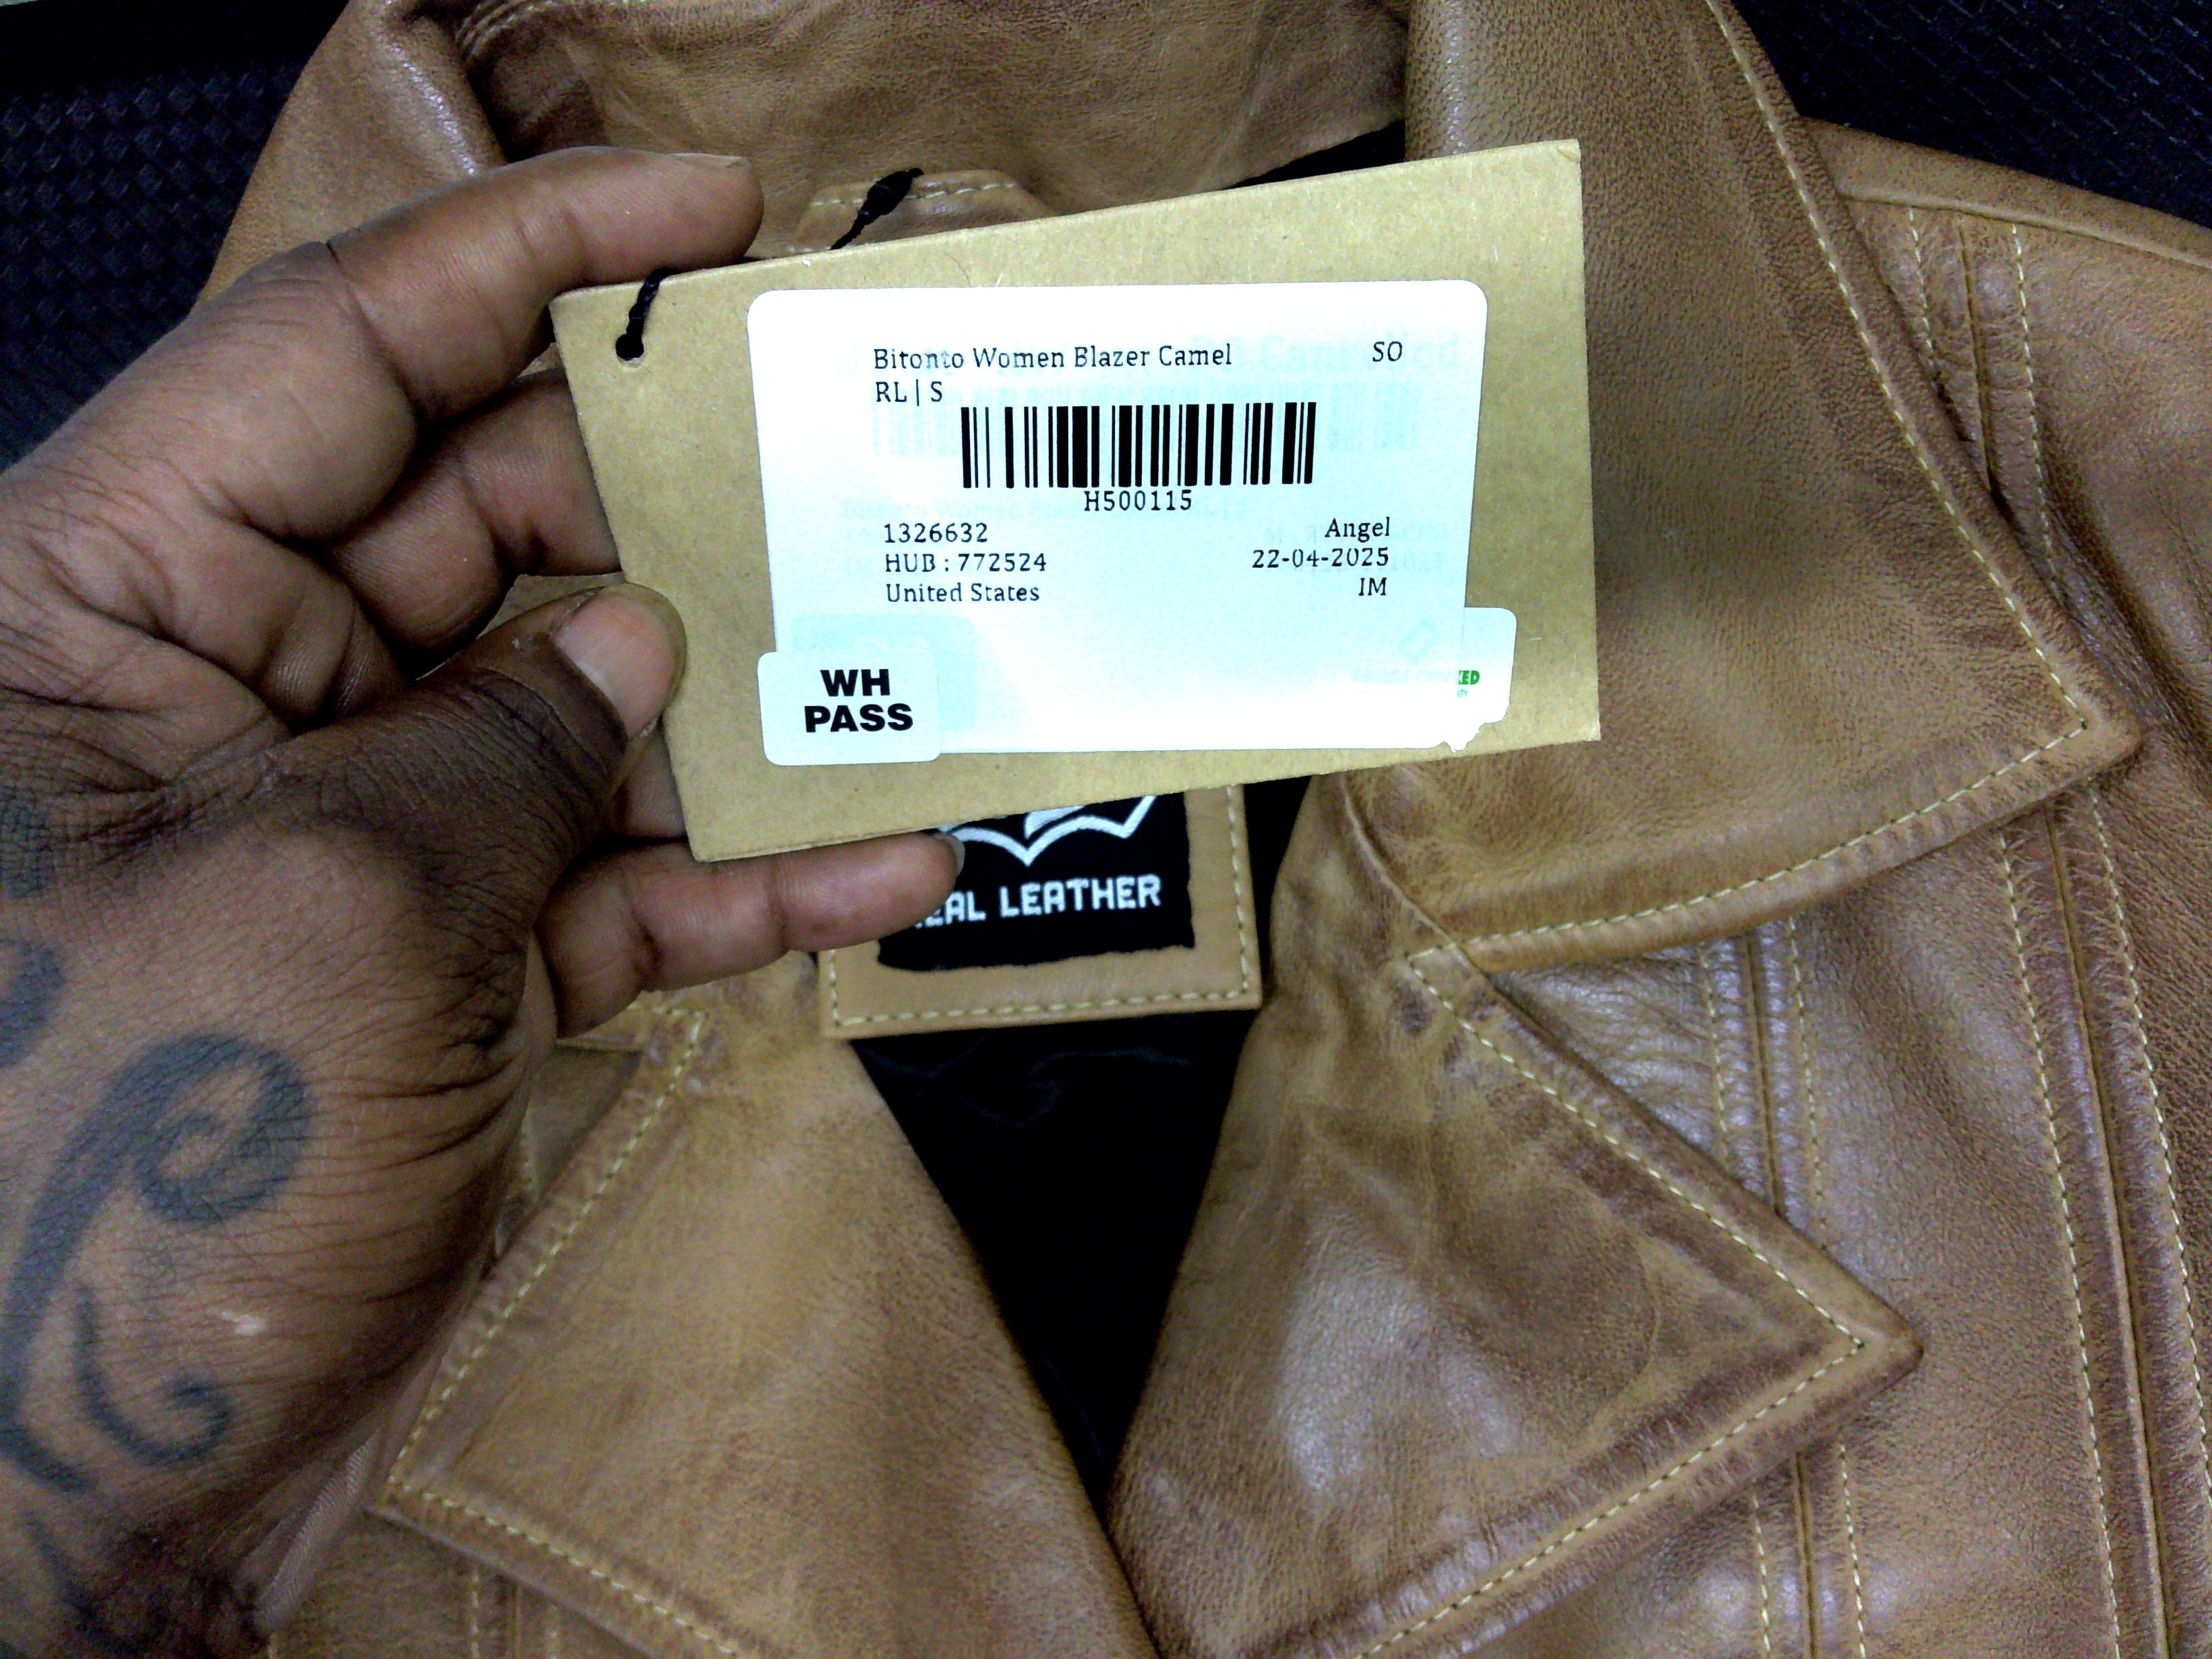 Bitonto Women Blazer Camel SO
RL | S
H500115
1326632 Angel
HUB : 772524 22-04-2025
United States IM
WH
PASS
LEATHER